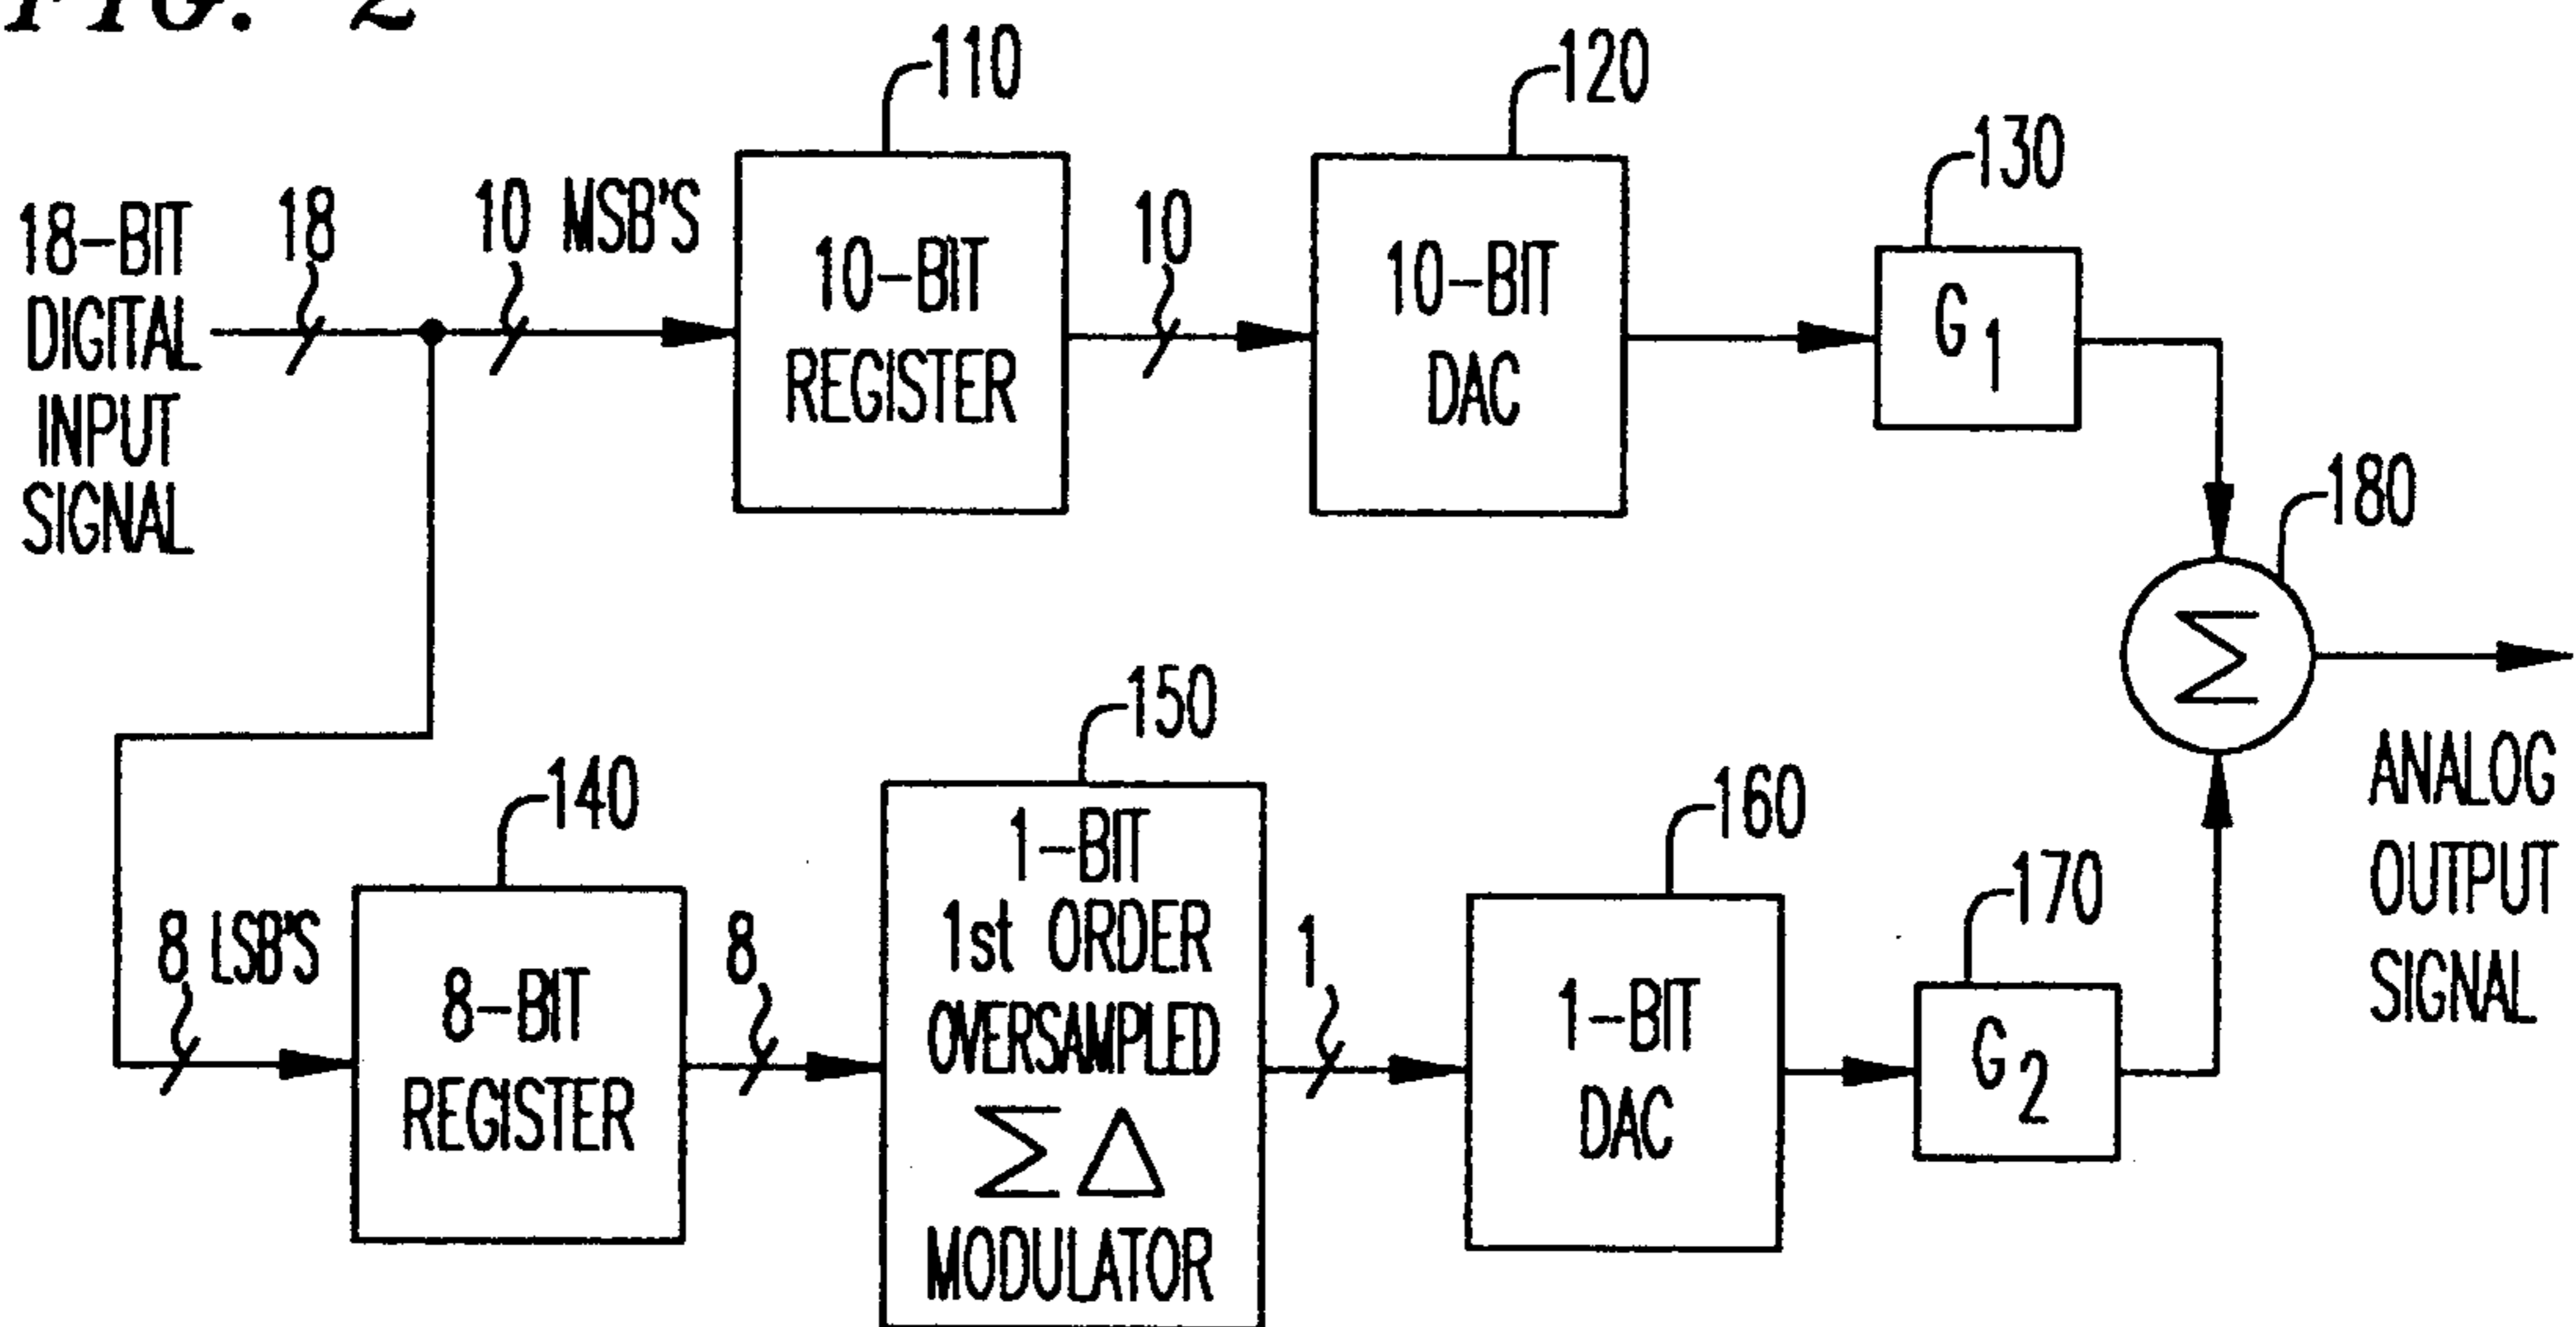 FIG. 2
110
120
130
18-BIT
DIGITAL
INPUT
SIGNAL
18
10 MSB'S
10-BIT
REGISTER
10
10-BIT
DAC
G1
180
Σ
ANALOG
OUTPUT
SIGNAL
140
150
160
170
8 LSB'S
8-BIT
REGISTER
8
1-BIT
1st ORDER
OVERSAMPLED
ΣΔ
MODULATOR
1
1-BIT
DAC
G2